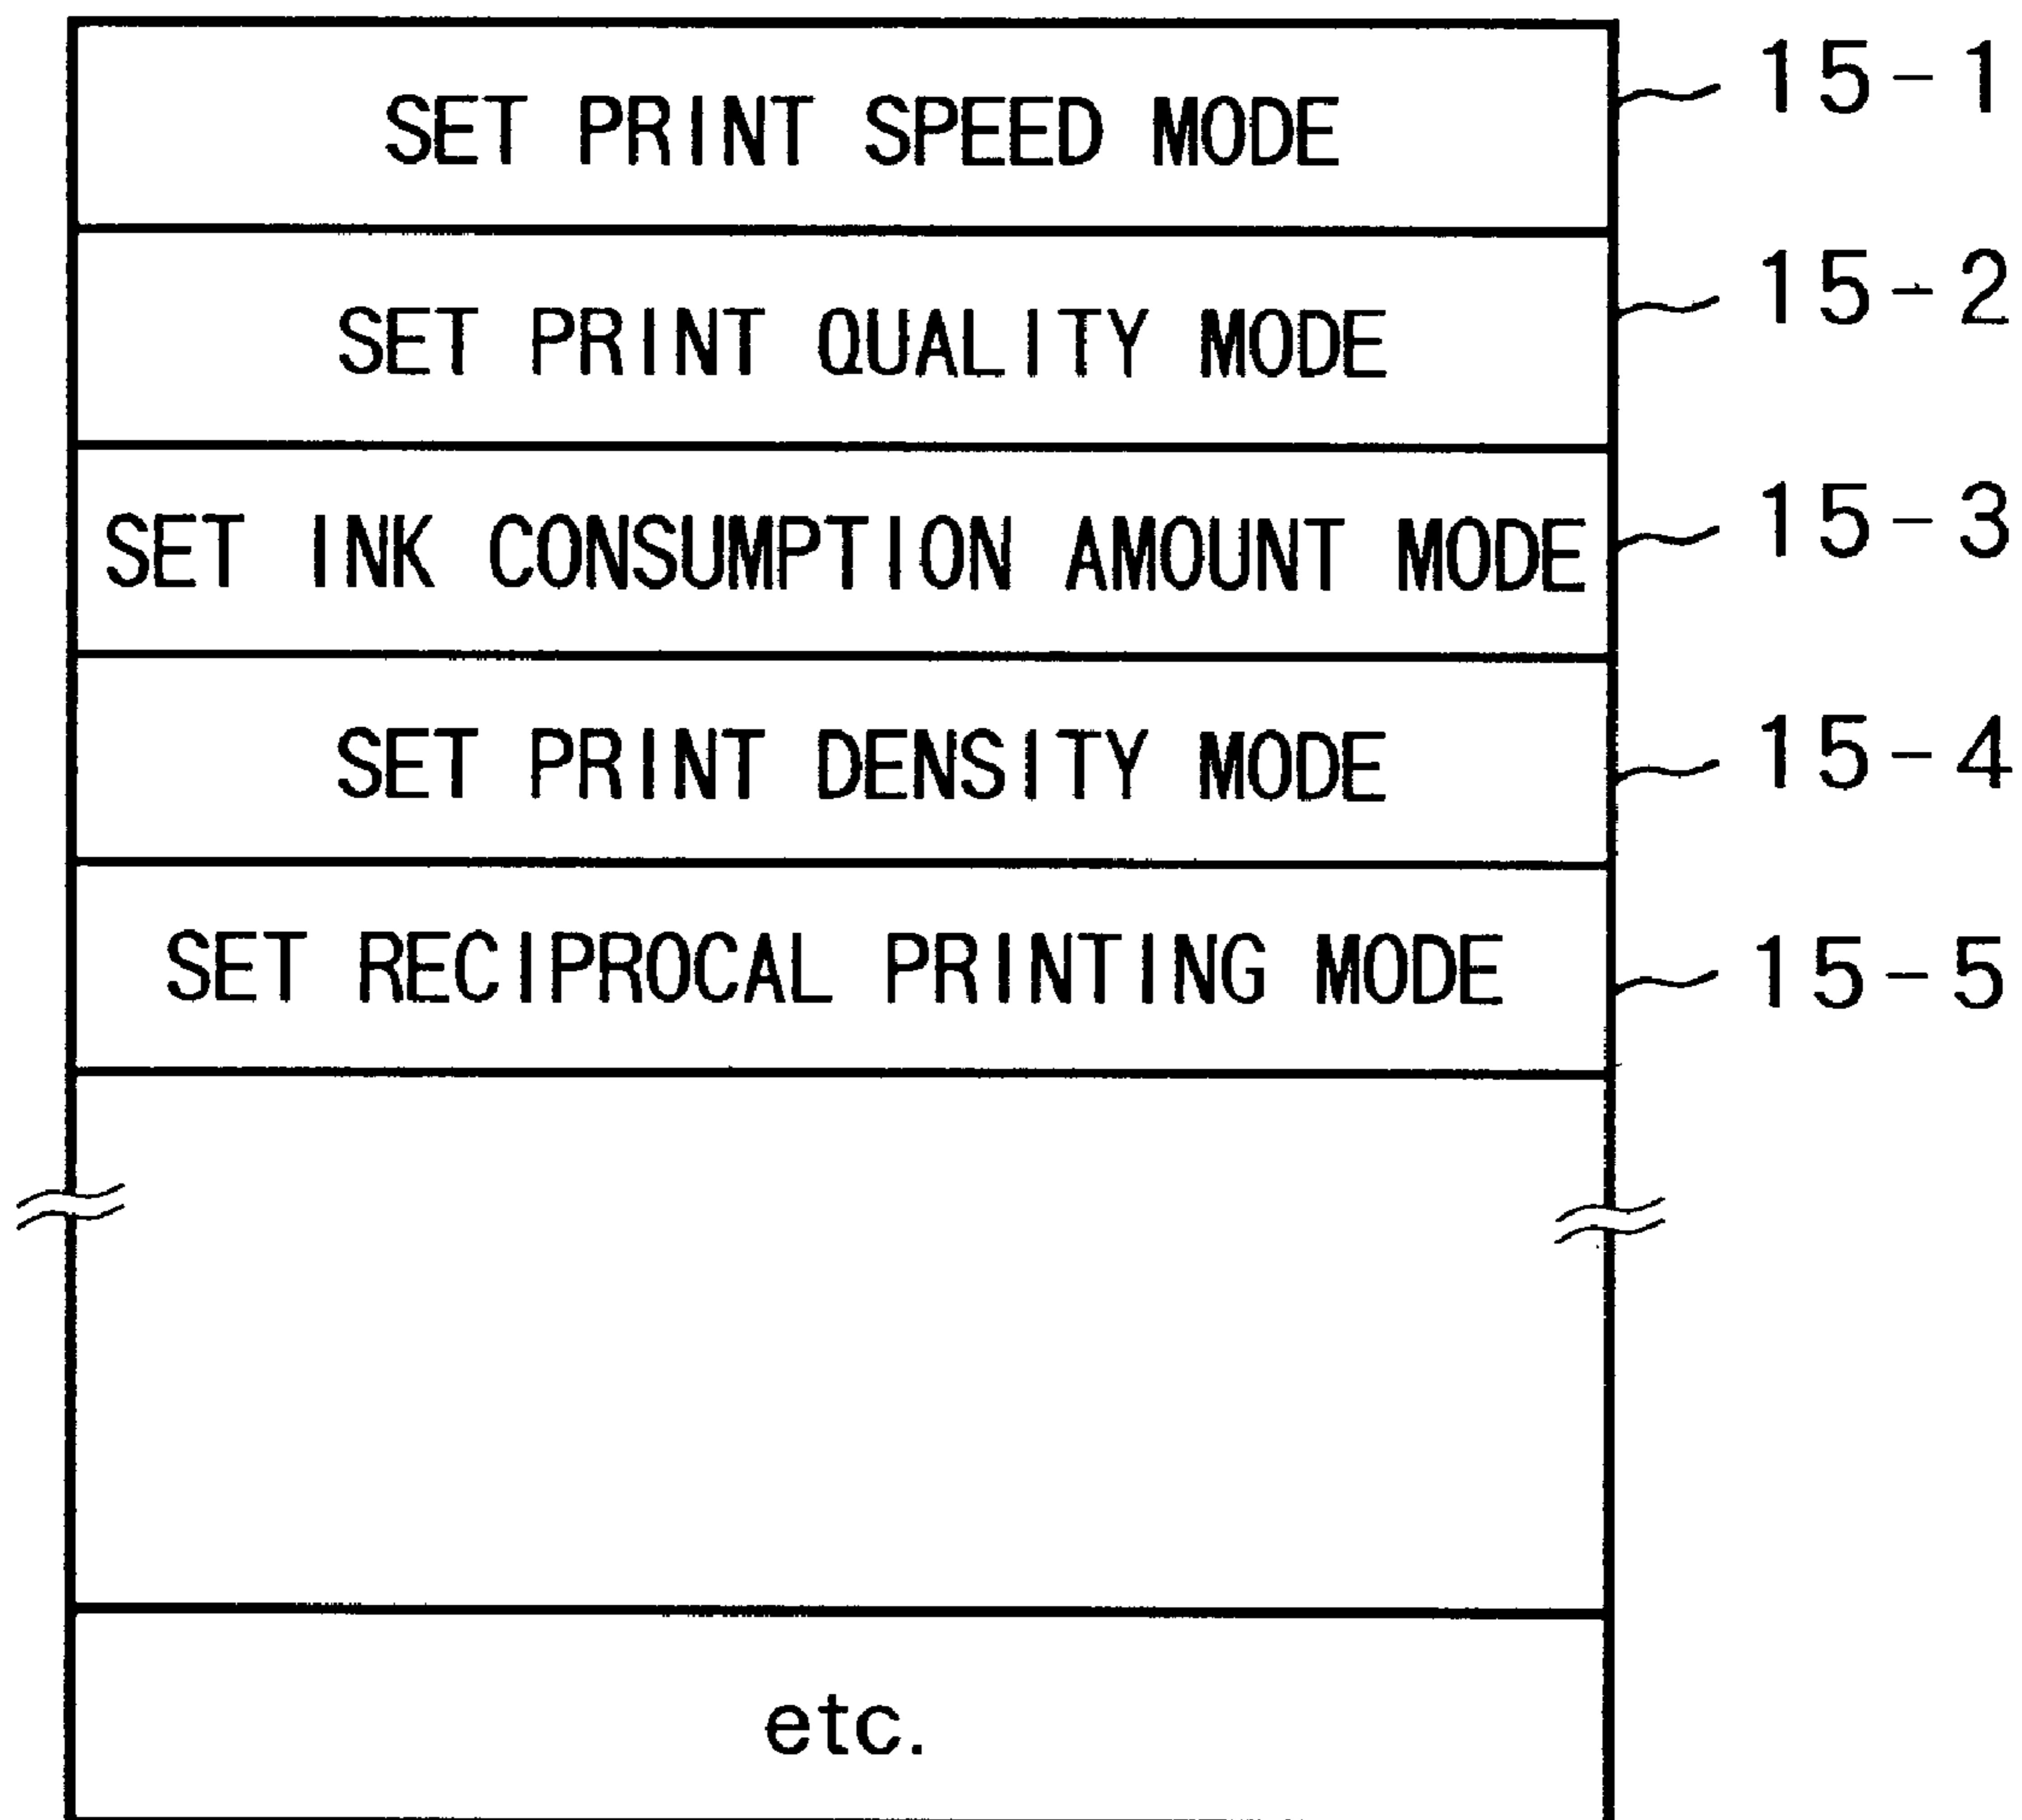 SET PRINT SPEED MODE 15-1
SET PRINT QUALITY MODE 15-2
SET INK CONSUMPTION AMOUNT MODE 15-3
SET PRINT DENSITY MODE 15-4
SET RECIPROCAL PRINTING MODE 15-5
etc.